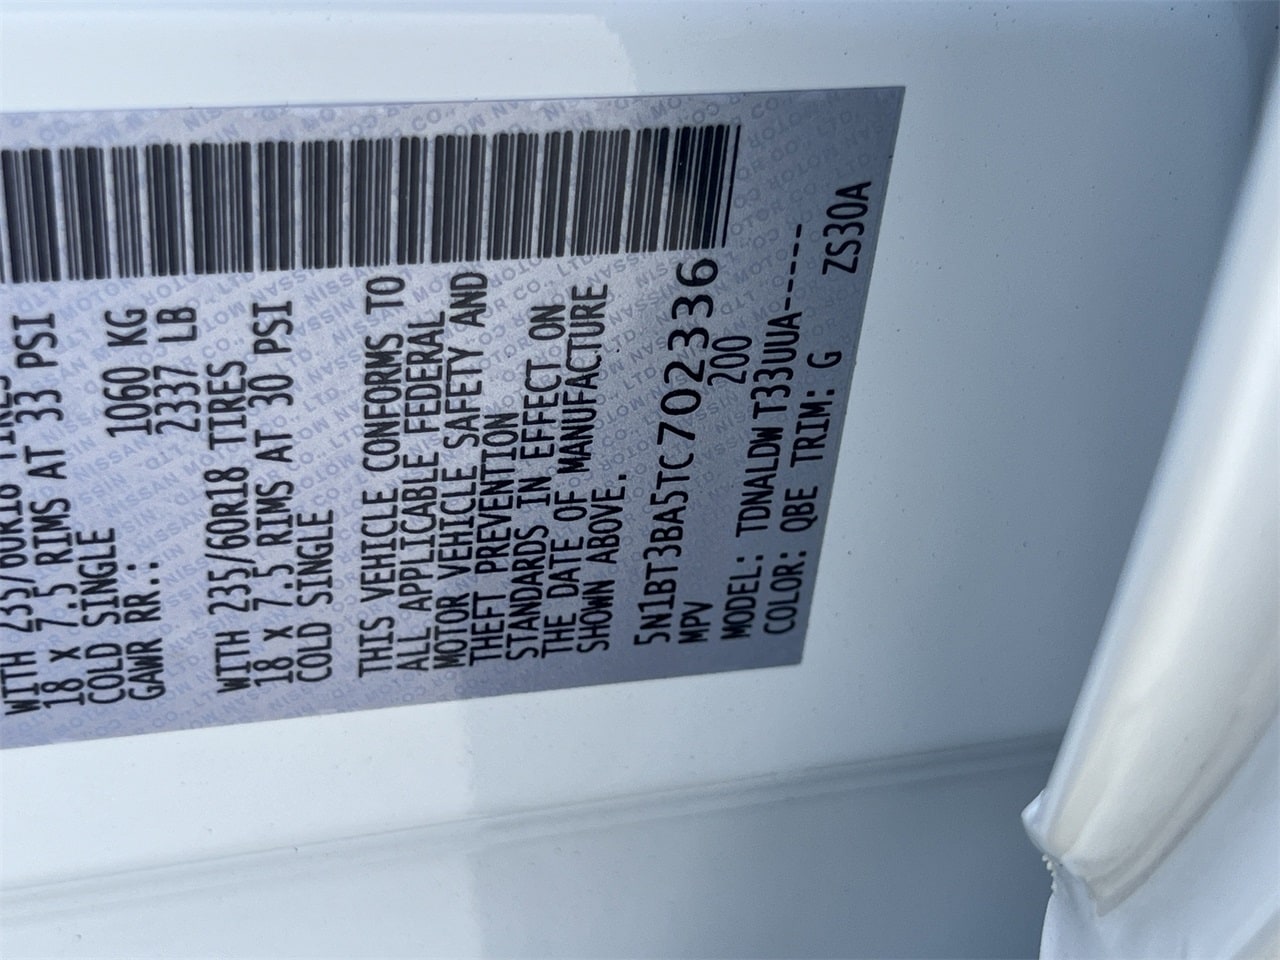 WITH 235/60R18 TIRES
18 X 7.5 RIMS AT 33 PSI
COLD SINGLE
GAWR RR.: 1060 KG
2337 LB
WITH 235/60R18 TIRES
18 X 7.5 RIMS AT 30 PSI
COLD SINGLE
THIS VEHICLE CONFORMS TO
ALL APPLICABLE FEDERAL
MOTOR VEHICLE SAFETY AND
THEFT PREVENTION
STANDARDS IN EFFECT ON
THE DATE OF MANUFACTURE
SHOWN ABOVE.
5N1BT3BA5TC702336
MPV 200
MODEL: TDNALDW T33UUA-----
COLOR: QBE TRIM: G ZS30A